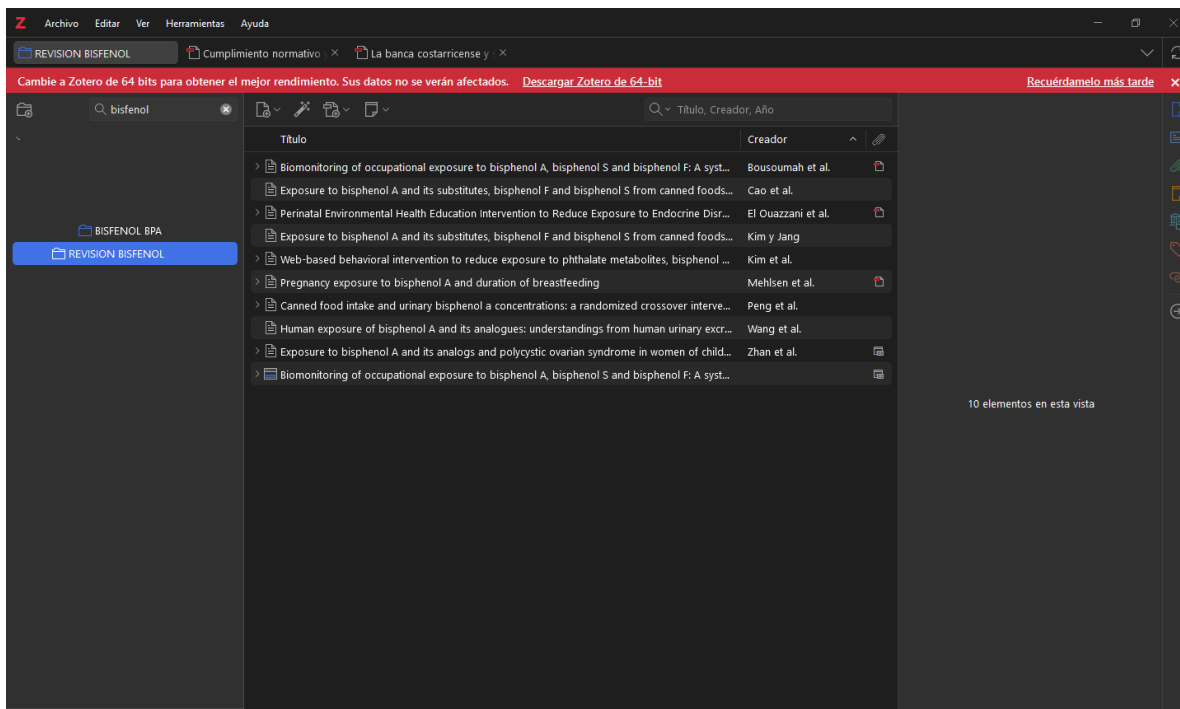 Z Archivo Editar Ver Herramientas Ayuda
REVISION BISFENOL Cumplimiento normativo La banca costarricense y
Cambie a Zotero de 64 bits para obtener el mejor rendimiento. Sus datos no se verán afectados. Descargar Zotero de 64-bit Recuérdamelo más tarde
bisfenol Título, Creador, Año
Título Creador
Biomonitoring of occupational exposure to bisphenol A, bisphenol S and bisphenol F: A syst... Bousoumah et al.
Exposure to bisphenol A and its substitutes, bisphenol F and bisphenol S from canned foods... Cao et al.
Perinatal Environmental Health Education Intervention to Reduce Exposure to Endocrine Disr... El Ouazzani et al.
BISFENOL BPA
Exposure to bisphenol A and its substitutes, bisphenol F and bisphenol S from canned foods... Kim y Jang
REVISION BISFENOL
Web-based behavioral intervention to reduce exposure to phthalate metabolites, bisphenol ... Kim et al.
Pregnancy exposure to bisphenol A and duration of breastfeeding Mehlsen et al.
Canned food intake and urinary bisphenol a concentrations: a randomized crossover interve... Peng et al.
Human exposure of bisphenol A and its analogues: understandings from human urinary excr... Wang et al.
Exposure to bisphenol A and its analogs and polycystic ovarian syndrome in women of child... Zhan et al.
Biomonitoring of occupational exposure to bisphenol A, bisphenol S and bisphenol F: A syst...
10 elementos en esta vista